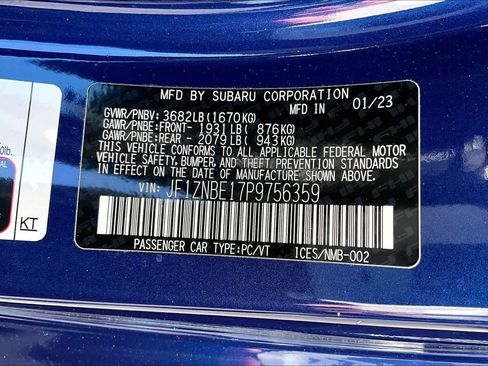 MFD BY SUBARU CORPORATION
MFD IN 01/23
GVWR/PNBV: 3682LB(1670KG)
GAWR/PNBE:FRONT- 1931LB( 876KG)
GAWR/PNBE:REAR - 2079LB( 943KG)
THIS VEHICLE CONFORMS TO ALL APPLICABLE FEDERAL MOTOR
VEHICLE SAFETY, BUMPER, AND THEFT PREVENTION STANDARDS
IN EFFECT ON THE DATE OF MANUFACTURE SHOWN ABOVE.
VIN: JF1ZNBE17P9756359
PASSENGER CAR TYPE:PC/VT ICES/NMB-002
KT